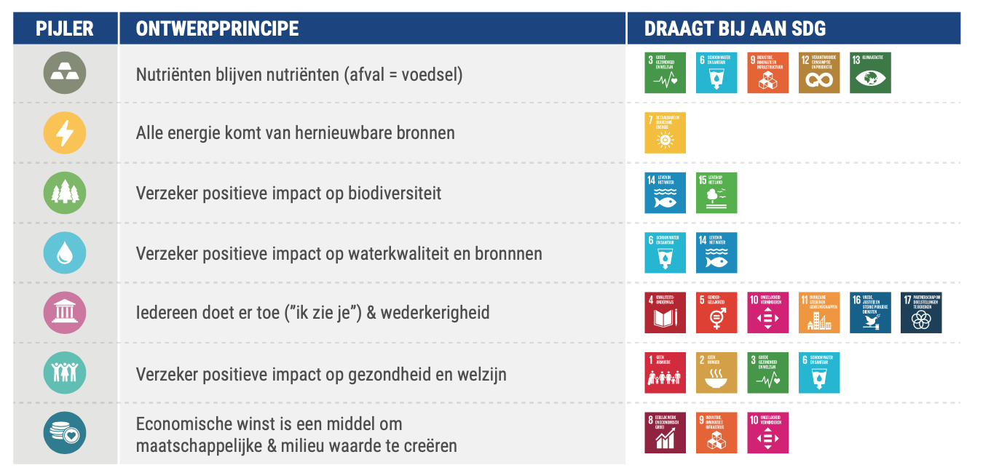 PIJLER ONTWERPPRINCIPE DRAAGT BIJ AAN SDG
Nutriënten blijven nutriënten (afval = voedsel)
3 GOEDE
GEZONDHEID
EN WELZIJN
6 SCHOON WATER
EN SANITAIR
9 INDUSTRIE,
INNOVATIE EN
INFRASTRUCTUUR
12 VERANTWOORDE
CONSUMPTIE
EN PRODUCTIE
13 KLIMAATACTIE
Alle energie komt van hernieuwbare bronnen
7 BETAALBARE EN
DUURZAME
ENERGIE
Verzeker positieve impact op biodiversiteit
14 LEVEN IN
HET WATER
15 LEVEN OP
HET LAND
Verzeker positieve impact op waterkwaliteit en bronnnen
6 SCHOON WATER
EN SANITAIR
14 LEVEN IN
HET WATER
Iedereen doet er toe (”ik zie je”) & wederkerigheid
4 KWALITEITS-
ONDERWIJS
5 GENDER-
GELIJKHEID
10 ONGELIJKHEID
VERMINDEREN
11 DUURZAME
STEDEN EN
GEMEENSCHAPPEN
16 VREDE,
JUSTITIE EN
STERKE PUBLIEKE
DIENSTEN
17 PARTNERSCHAP OM
DOELSTELLINGEN
TE BEREIKEN
Verzeker positieve impact op gezondheid en welzijn
1 GEEN
ARMOEDE
2 GEEN
HONGER
3 GOEDE
GEZONDHEID
EN WELZIJN
6 SCHOON WATER
EN SANITAIR
Economische winst is een middel om
maatschappelijke & milieu waarde te creëren
8 EERLIJK WERK
EN ECONOMISCHE
GROEI
9 INDUSTRIE,
INNOVATIE E
INFRASTRUC
10 ONGELIJKHEID
VERMINDEREN